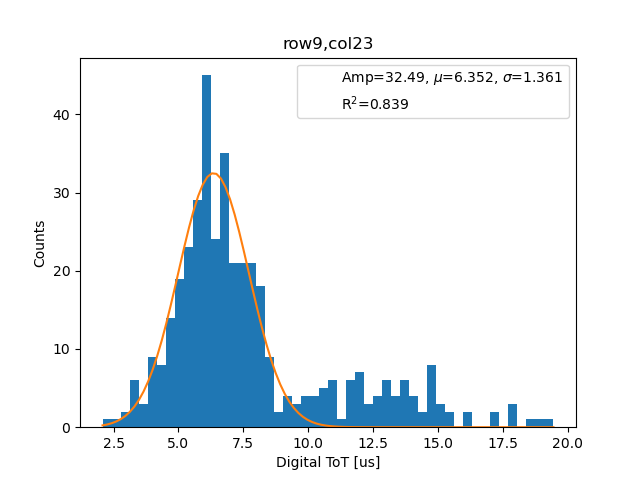 row9,col23
Amp=32.49, μ=6.352, σ=1.361
R²=0.839
Counts
40
30
20
10
0
2.5 5.0 7.5 10.0 12.5 15.0 17.5 20.0
Digital ToT [us]